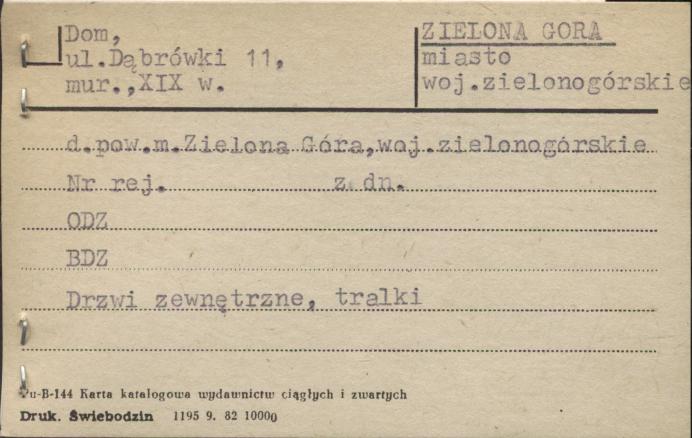 Dom,
ul.Dąbrówki 11,
mur.,XIX w.
ZIELONA GORA
miasto
woj.zielonogórskie
d.pow.m.Zielona Góra,woj.zielonogórskie
Nr rej. z dn.
ODZ
BDZ
Drzwi zewnętrzne, tralki
Pu-B-144 Karta katalogowa wydawnictw ciągłych i zwartych
Druk. Świebodzin 1195 9. 82 10000